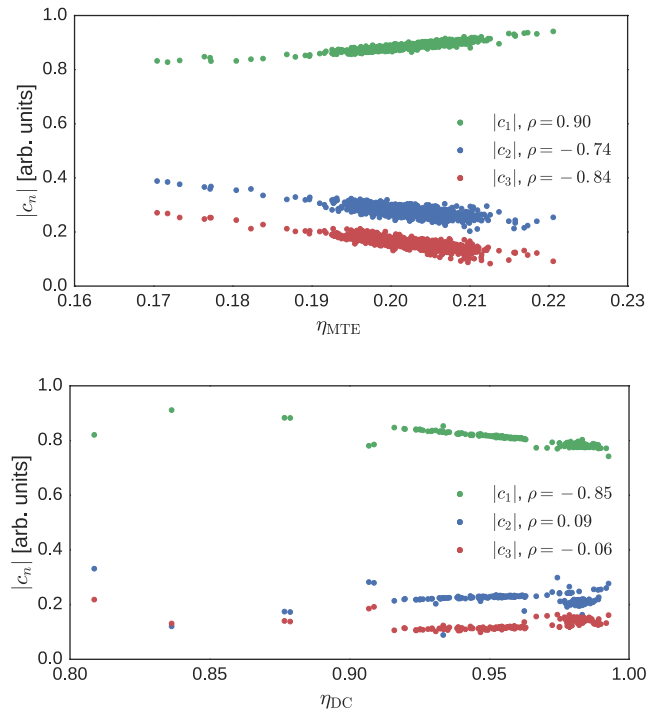 1.0
0.8
0.6
0.4
0.2
0.0
|c_n| [arb. units]
|c_1|, ρ = 0.90
|c_2|, ρ = −0.74
|c_3|, ρ = −0.84
0.16 0.17 0.18 0.19 0.20 0.21 0.22 0.23
η_MTE
1.0
0.8
0.6
0.4
0.2
0.0
|c_n| [arb. units]
|c_1|, ρ = −0.85
|c_2|, ρ = 0.09
|c_3|, ρ = −0.06
0.80 0.85 0.90 0.95 1.00
η_DC